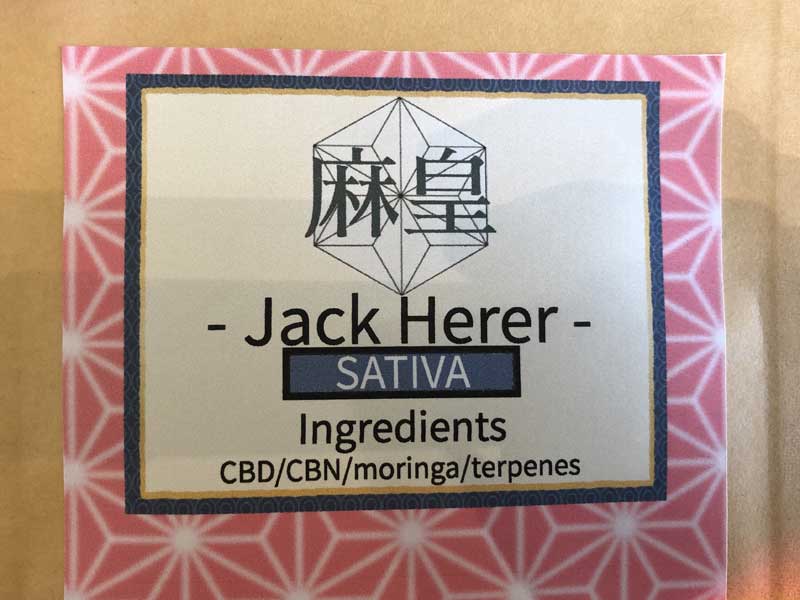 麻皇
- Jack Herer -
SATIVA
Ingredients
CBD/CBN/moringa/terpenes